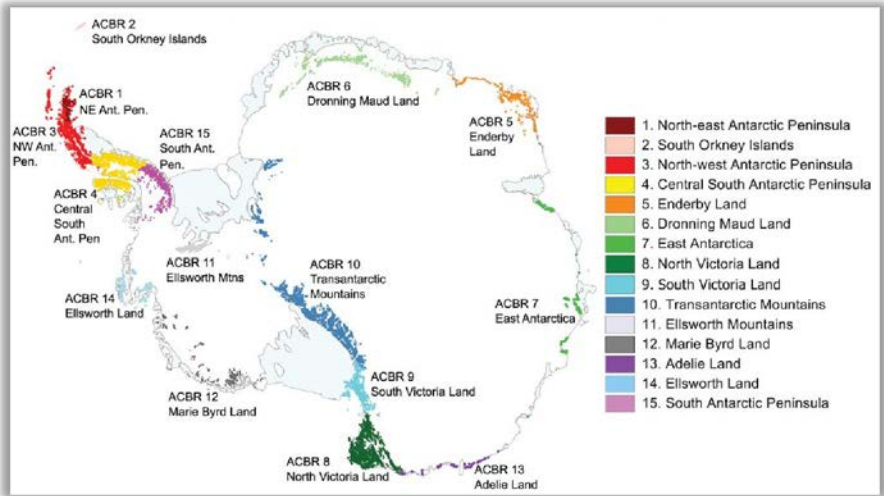 ACBR 2
South Orkney Islands
ACBR 1
NE Ant. Pen.
ACBR 3
NW Ant.
Pen.
ACBR 15
South Ant.
Pen.
ACBR 4
Central
South
Ant. Pen
ACBR 6
Dronning Maud Land
ACBR 5
Enderby
Land
ACBR 11
Ellsworth Mtns
ACBR 10
Transantarctic
Mountains
ACBR 14
Ellsworth Land
ACBR 7
East Antarctica
ACBR 12
Marie Byrd Land
ACBR 9
South Victoria Land
ACBR 8
North Victoria Land
ACBR 13
Adelie Land
1. North-east Antarctic Peninsula
2. South Orkney Islands
3. North-west Antarctic Peninsula
4. Central South Antarctic Peninsula
5. Enderby Land
6. Dronning Maud Land
7. East Antarctica
8. North Victoria Land
9. South Victoria Land
10. Transantarctic Mountains
11. Ellsworth Mountains
12. Marie Byrd Land
13. Adelie Land
14. Ellsworth Land
15. South Antarctic Peninsula